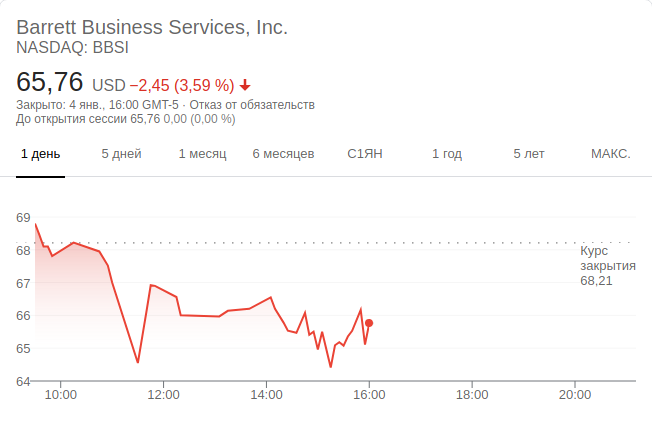 Barrett Business Services, Inc.
NASDAQ: BBSI
65,76 USD −2,45 (3,59 %)
Закрыто: 4 янв., 16:00 GMT-5 · Отказ от обязательств
До открытия сессии 65,76 0,00 (0,00 %)
1 день 5 дней 1 месяц 6 месяцев С1ЯН 1 год 5 лет МАКС.
69
68
67
66
65
64
Курс
закрытия
68,21
10:00 12:00 14:00 16:00 18:00 20:00